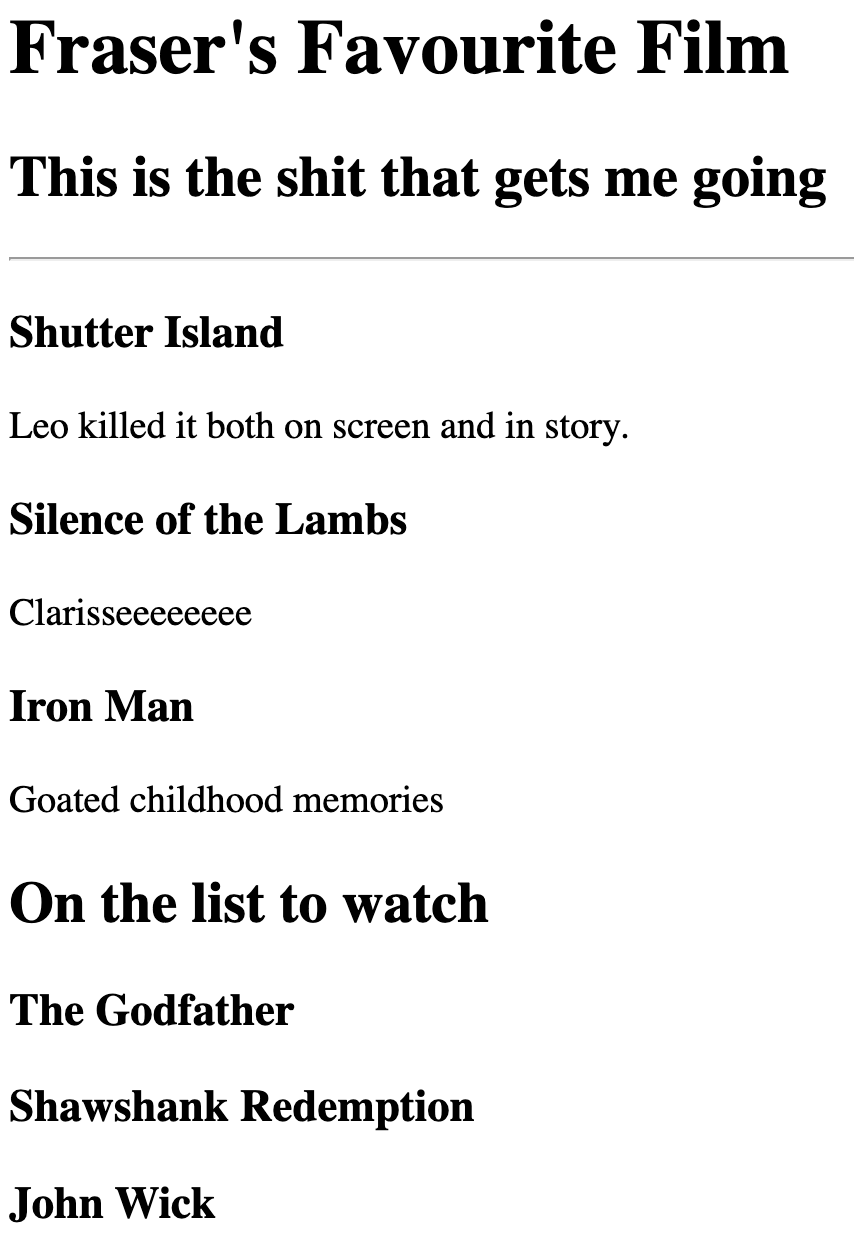 Fraser's Favourite Film
This is the shit that gets me going
Shutter Island
Leo killed it both on screen and in story.
Silence of the Lambs
Clarisseeeeeeee
Iron Man
Goated childhood memories
On the list to watch
The Godfather
Shawshank Redemption
John Wick